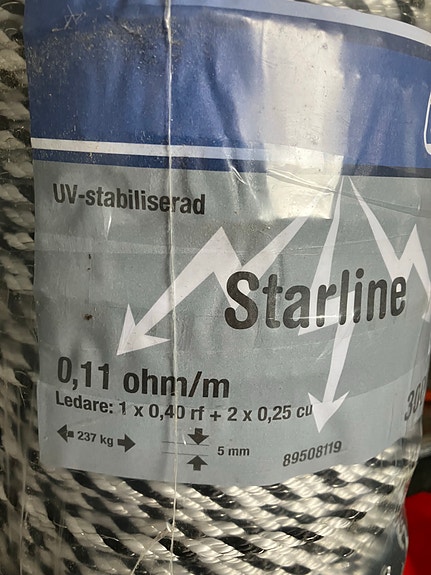 UV-stabiliserad
Starline
0,11 ohm/m
Ledare: 1 x 0,40 rf + 2 x 0,25 cu
237 kg
5 mm
89508119